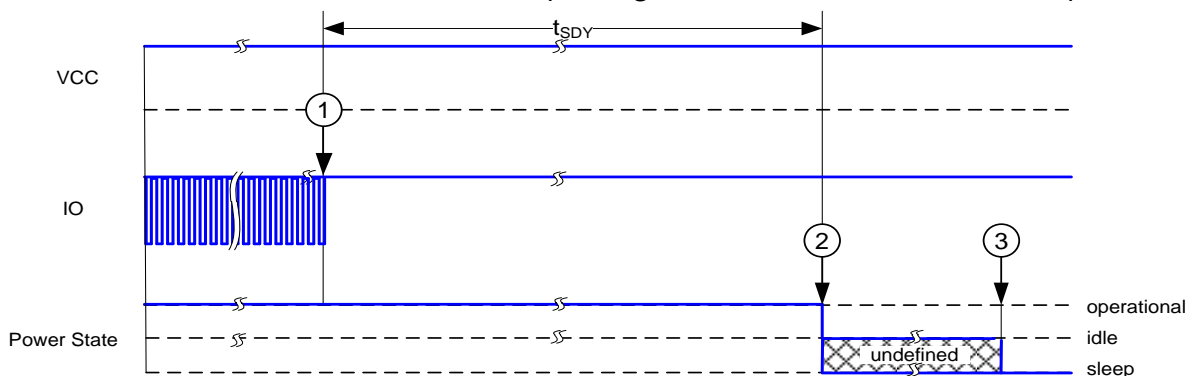 tSDY
VCC
1
IO
2
3
operational
Power State
idle
undefined
sleep